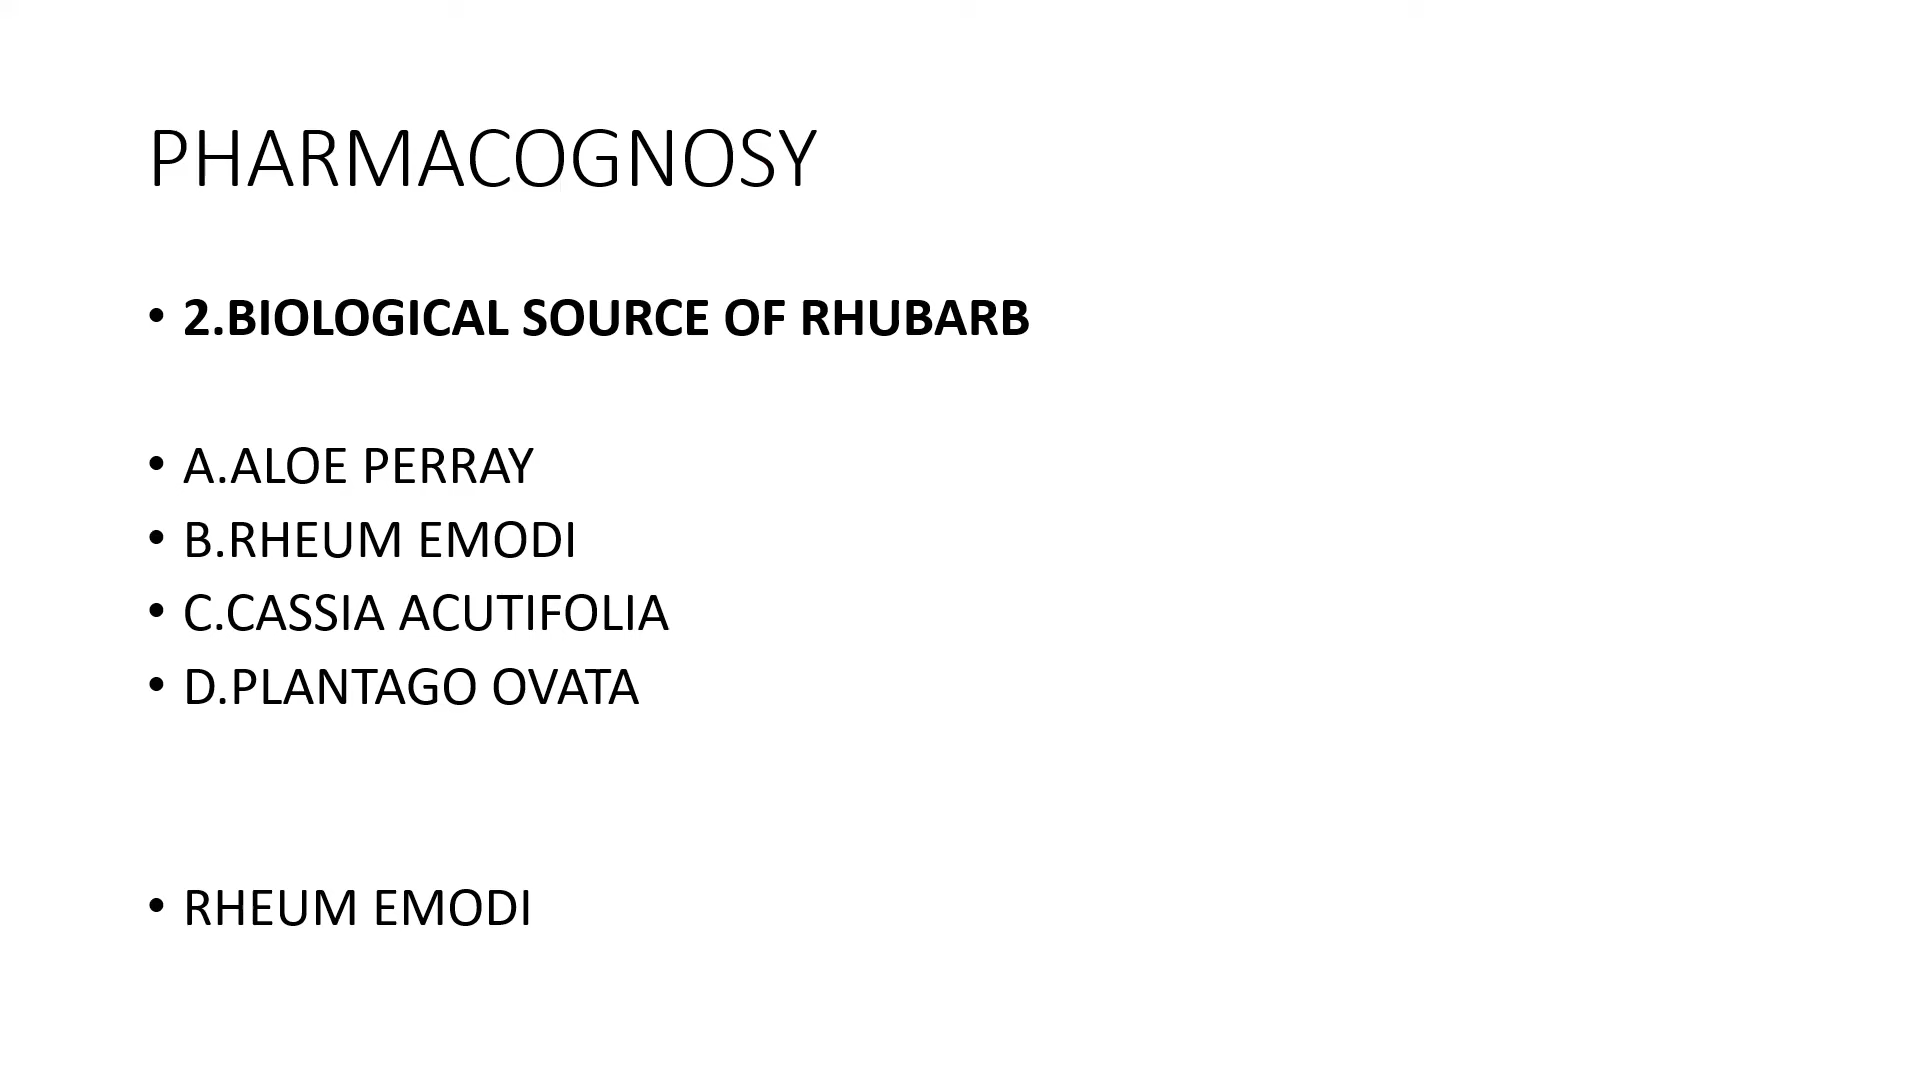 PHARMACOGNOSY
• 2.BIOLOGICAL SOURCE OF RHUBARB
• A.ALOE PERRAY
• B.RHEUM EMODI
• C.CASSIA ACUTIFOLIA
• D.PLANTAGO OVATA
• RHEUM EMODI